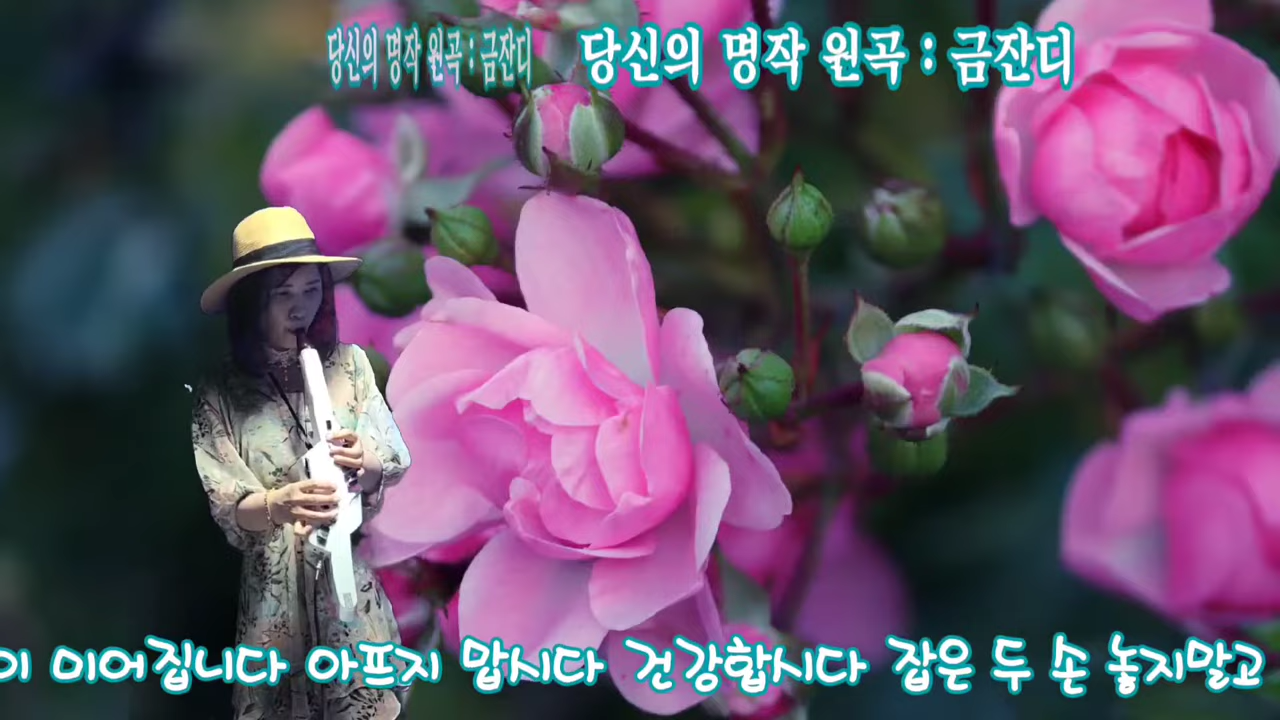 당신의 명작 원곡 : 금잔디 당신의 명작 원곡 : 금잔디
이 미어집니다 아프지 맙시다 건강합시다 잡은 두 손 놓지말고